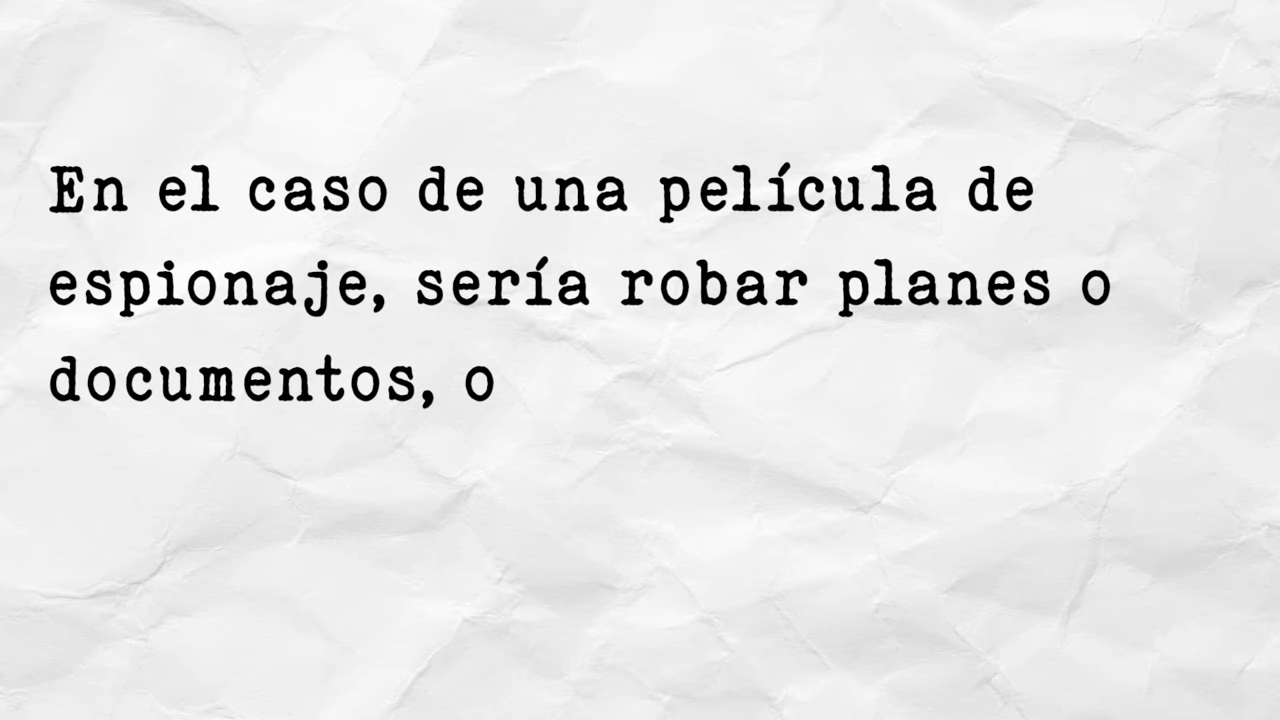 En el caso de una película de
espionaje, sería robar planes o
documentos, o